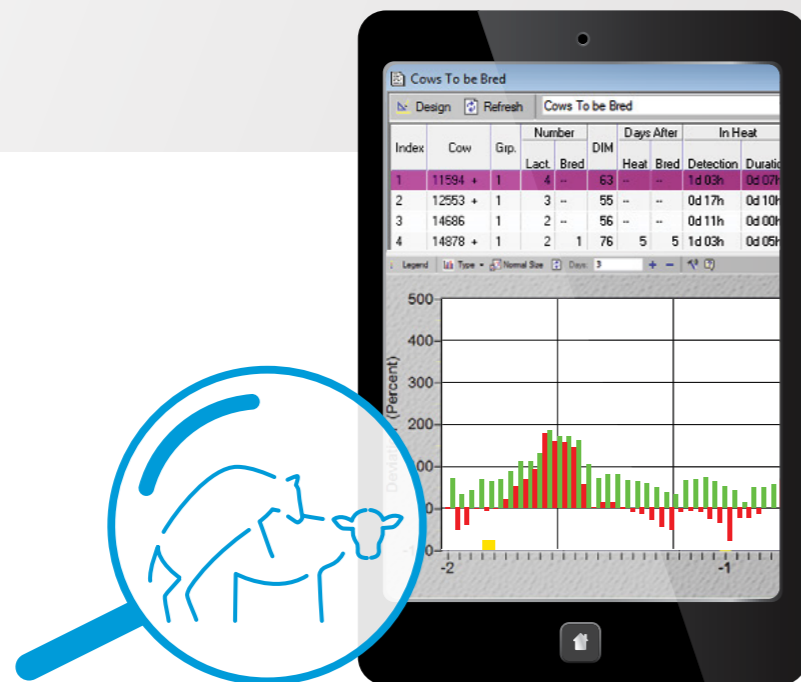 Cows To be Bred
Design Refresh Cows To be Bred
Number Days After In Heat
Index Cow Grp. DIM
Lact. Bred Heat Bred Detection
1 11594 + 1 4 -- 63 -- -- 1d 03h 0d 07h
2 12553 + 1 3 -- 55 -- -- 0d 17h 0d 10h
3 14686 1 2 -- 56 -- -- 0d 11h 0d 00h
4 14878 + 1 2 1 76 5 5 1d 03h 0d 05h
Legend Type Normal Size Days: 3 + -
500
400
300
200
(Percent)
-2 -1